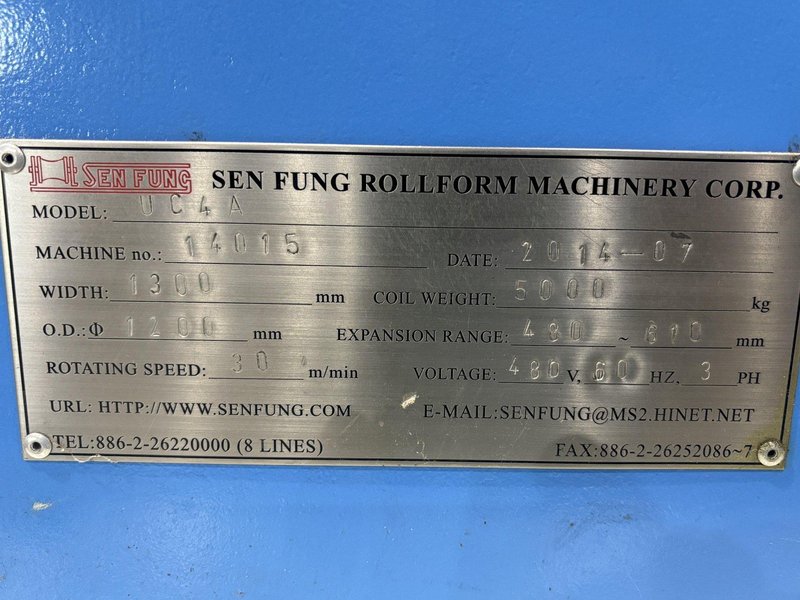 SEN FUNG SEN FUNG ROLLFORM MACHINERY CORP.
MODEL: UC4A
MACHINE no.: 14015 DATE: 2014-07
WIDTH: 1300 mm COIL WEIGHT: 5000 kg
O.D.:Φ 1200 mm EXPANSION RANGE: 480 ~ 610 mm
ROTATING SPEED: 30 m/min VOLTAGE: 480 V, 60 HZ, 3 PH
URL: HTTP://WWW.SENFUNG.COM E-MAIL:SENFUNG@MS2.HINET.NET
TEL:886-2-26220000 (8 LINES) FAX:886-2-26252086~7